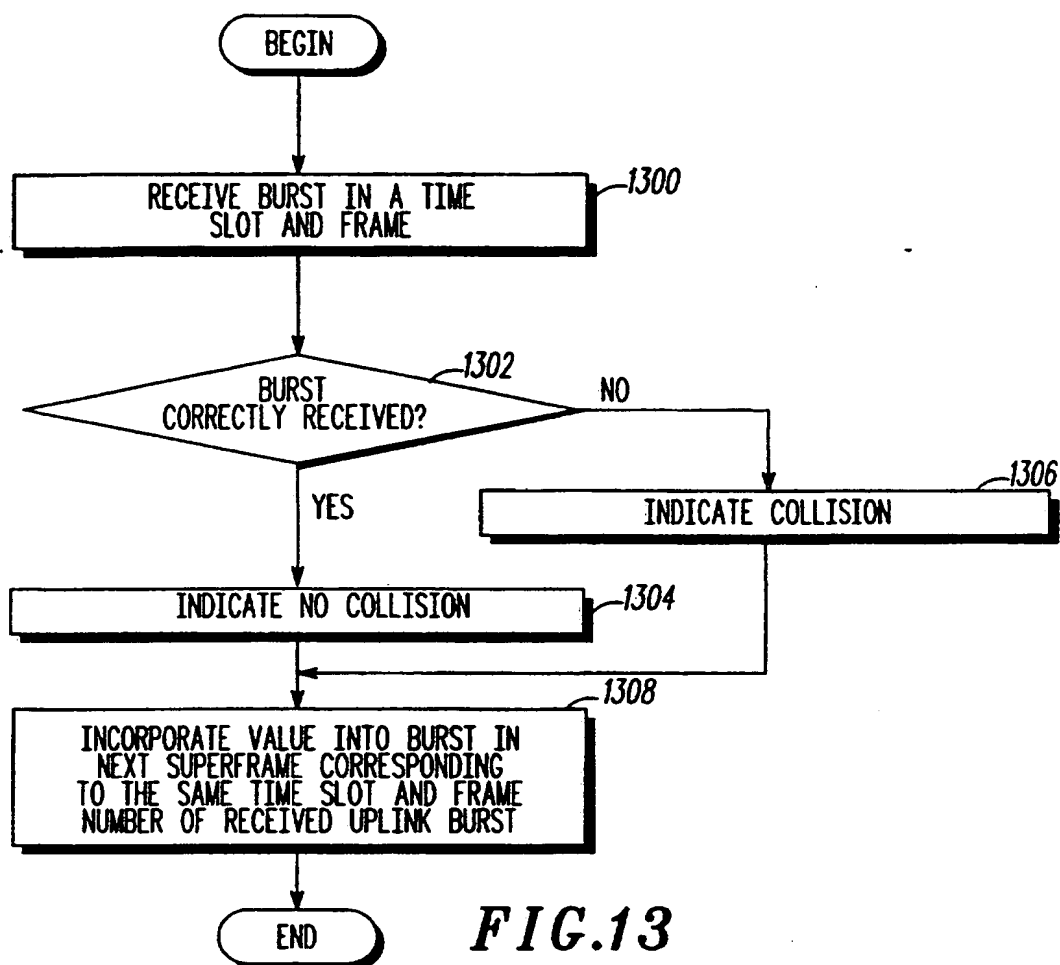 BEGIN
RECEIVE BURST IN A TIME
SLOT AND FRAME
1300
BURST
CORRECTLY RECEIVED?
1302
NO
YES
1306
INDICATE COLLISION
INDICATE NO COLLISION
1304
1308
INCORPORATE VALUE INTO BURST IN
NEXT SUPERFRAME CORRESPONDING
TO THE SAME TIME SLOT AND FRAME
NUMBER OF RECEIVED UPLINK BURST
END
FIG.13